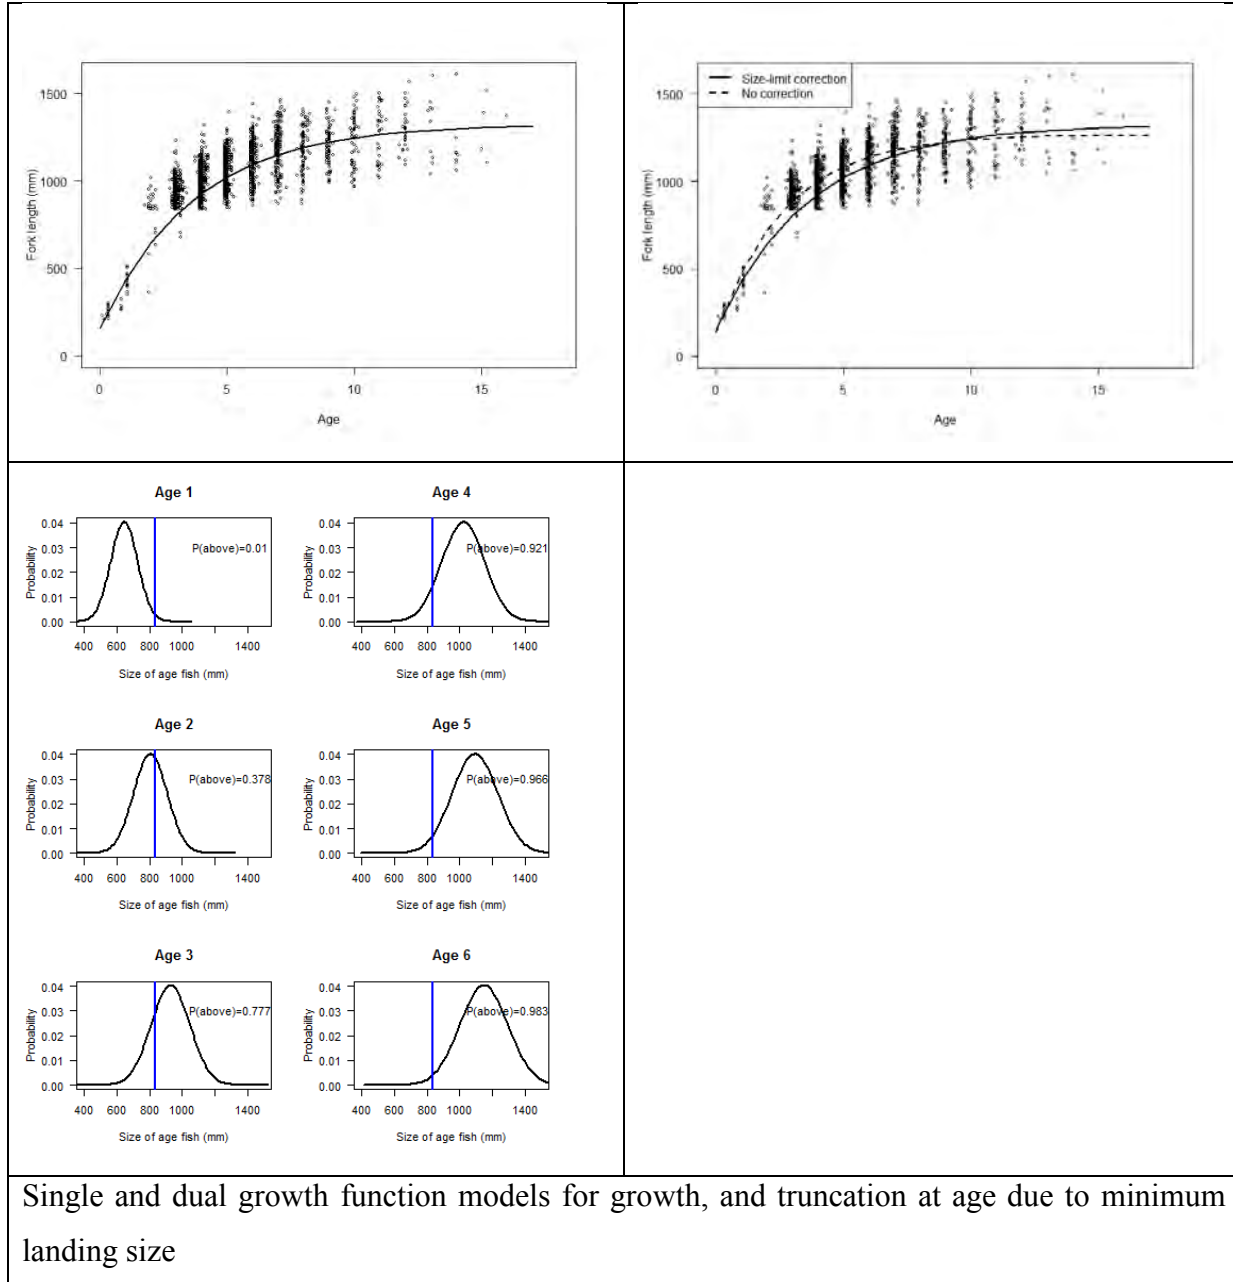 1500
1000
500
0
Fork length (mm)
0 5 10 15
Age
Size-limit correction
No correction
1500
1000
500
0
Fork length (mm)
0 5 10 15
Age
Age 1
0.04
0.03
0.02
0.01
0.00
Probability
P(above)=0.01
400 600 800 1000 1400
Size of age fish (mm)
Age 4
0.04
0.03
0.02
0.01
0.00
Probability
P(above)=0.921
400 600 800 1000 1400
Size of age fish (mm)
Age 2
0.04
0.03
0.02
0.01
0.00
Probability
P(above)=0.378
400 600 800 1000 1400
Size of age fish (mm)
Age 5
0.04
0.03
0.02
0.01
0.00
Probability
P(above)=0.966
400 600 800 1000 1400
Size of age fish (mm)
Age 3
0.04
0.03
0.02
0.01
0.00
Probability
P(above)=0.777
400 600 800 1000 1400
Size of age fish (mm)
Age 6
0.04
0.03
0.02
0.01
0.00
Probability
P(above)=0.983
400 600 800 1000 1400
Size of age fish (mm)
Single and dual growth function models for growth, and truncation at age due to minimum
landing size